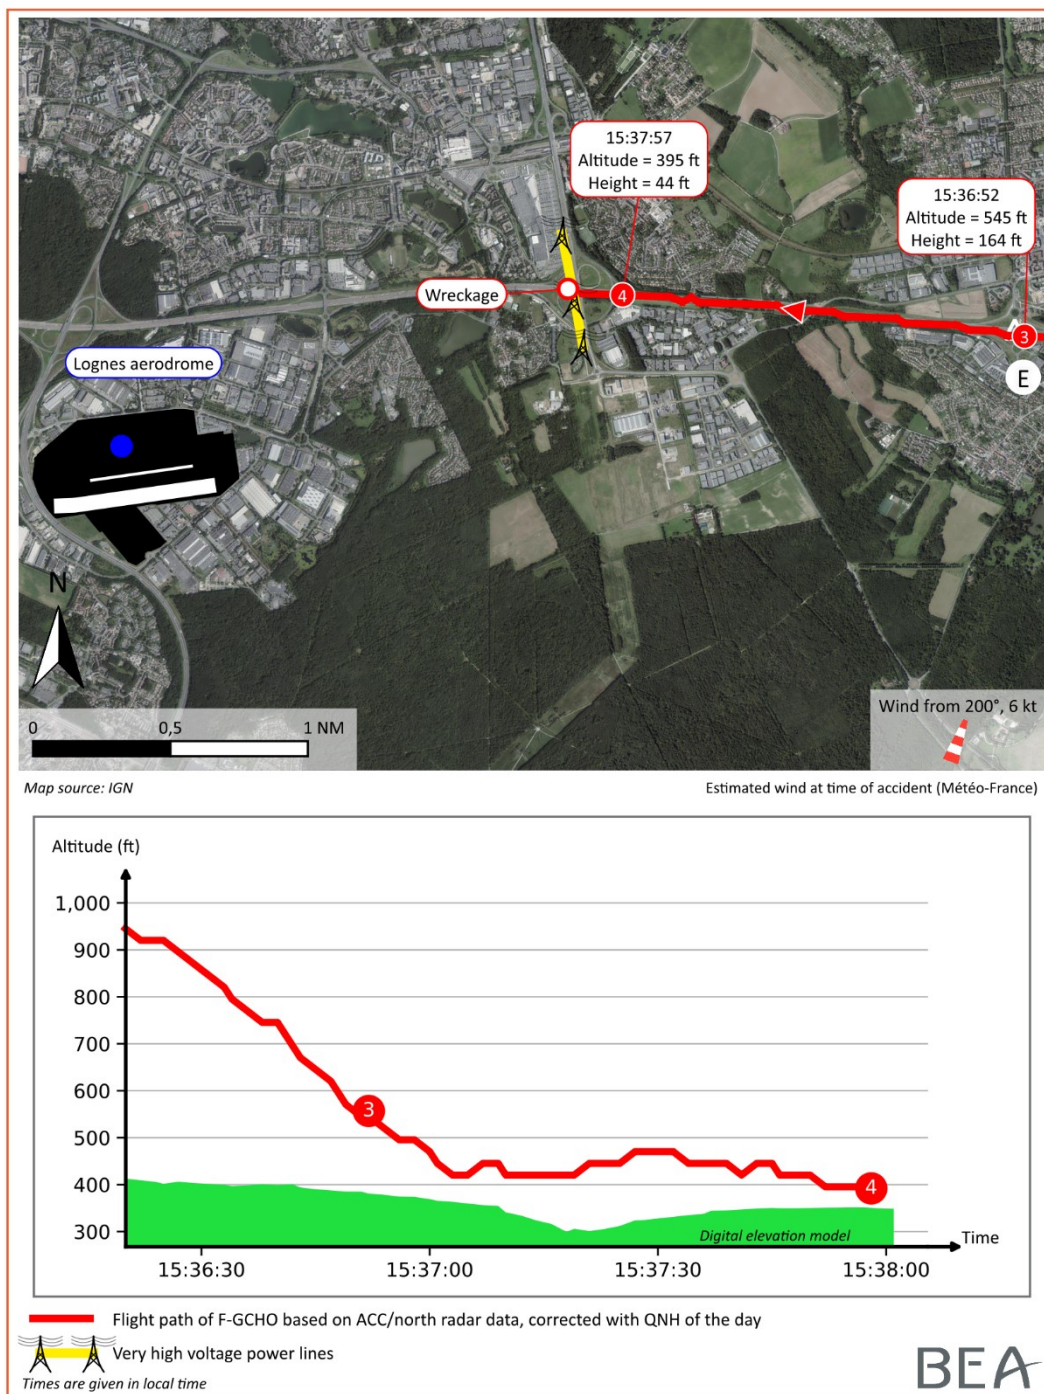 15:37:57
Altitude = 395 ft
Height = 44 ft
15:36:52
Altitude = 545 ft
Height = 164 ft
Wreckage
4
3
E
Lognes aerodrome
N
0 0,5 1 NM
Wind from 200°, 6 kt
Map source: IGN
Estimated wind at time of accident (Météo-France)
Altitude (ft)
1,000
900
800
700
600
500
400
300
3
4
Digital elevation model
Time
15:36:30 15:37:00 15:37:30 15:38:00
Flight path of F-GCHO based on ACC/north radar data, corrected with QNH of the day
Very high voltage power lines
Times are given in local time
BEA